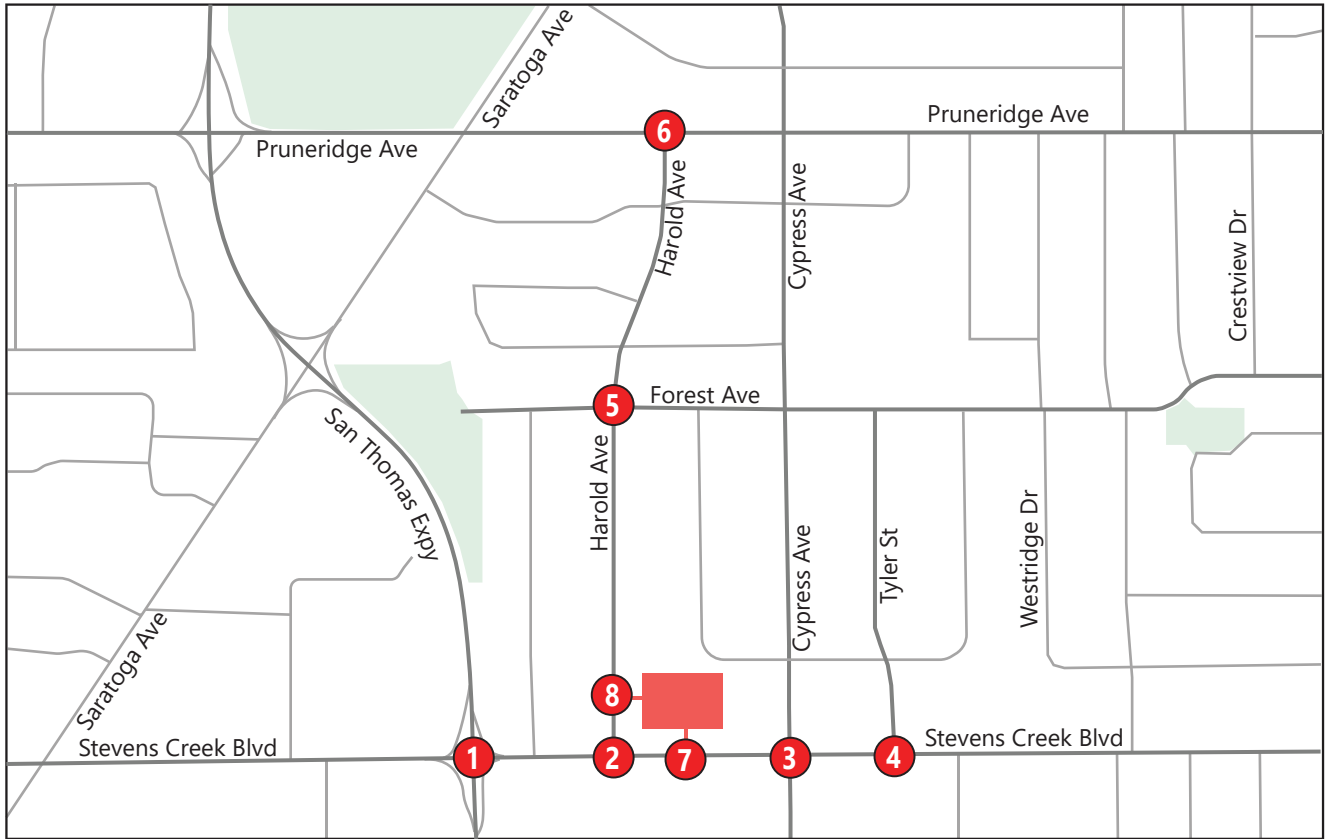 Saratoga Ave
Pruneridge Ave
6
Pruneridge Ave
Harold Ave
Cypress Ave
Crestview Dr
5
Forest Ave
San Thomas Expy
Harold Ave
Cypress Ave
Tyler St
Westridge Dr
Saratoga Ave
8
Stevens Creek Blvd
1
2
7
3
4
Stevens Creek Blvd